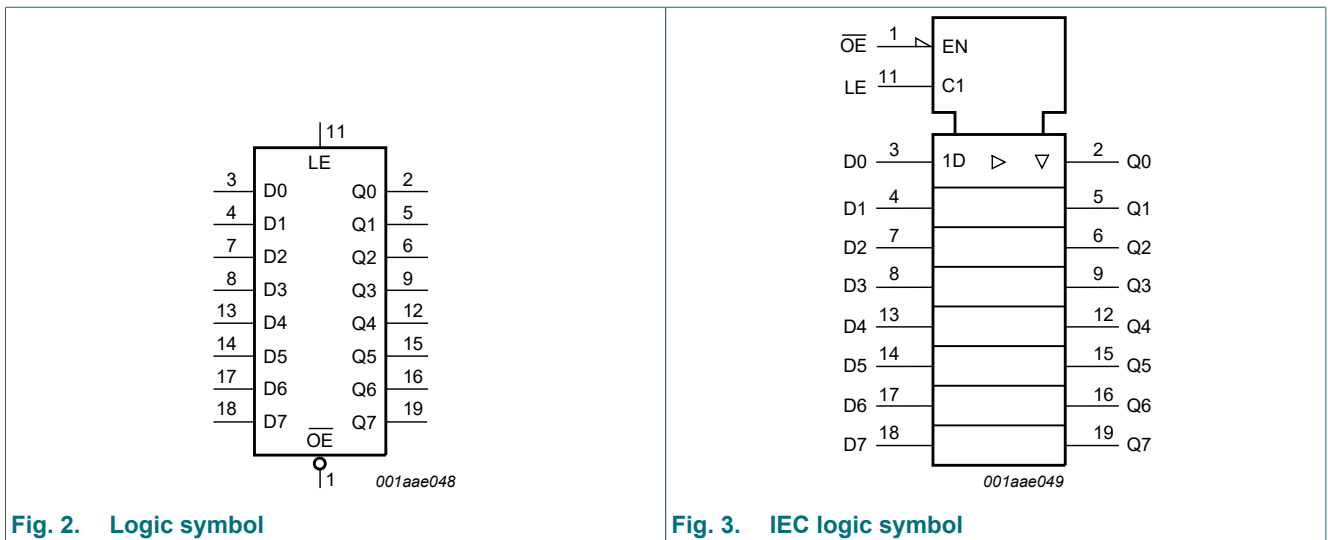 11
LE
3 D0 Q0 2
4 D1 Q1 5
7 D2 Q2 6
8 D3 Q3 9
13 D4 Q4 12
14 D5 Q5 15
17 D6 Q6 16
18 D7 Q7 19
OE
1 001aae048
Fig. 2. Logic symbol
OE 1 EN
LE 11 C1
D0 3 1D 2 Q0
D1 4 5 Q1
D2 7 6 Q2
D3 8 9 Q3
D4 13 12 Q4
D5 14 15 Q5
D6 17 16 Q6
D7 18 19 Q7
001aae049
Fig. 3. IEC logic symbol